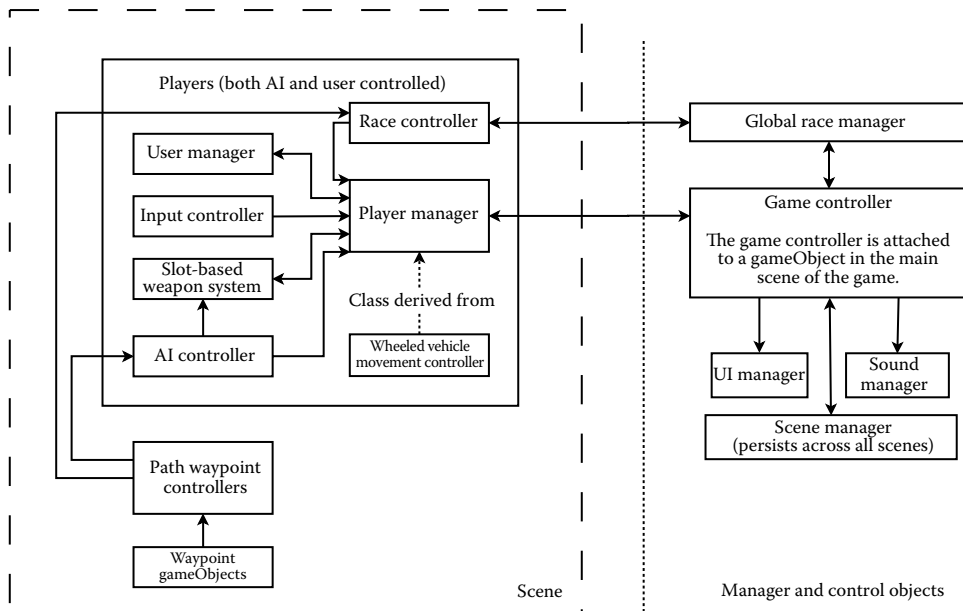 Players (both AI and user controlled)
Race controller
User manager
Input controller
Player manager
Slot-based
weapon system
Class derived from
AI controller
Wheeled vehicle
movement controller
Path waypoint
controllers
Waypoint
gameObjects
Scene
Global race manager
Game controller
The game controller is attached
to a gameObject in the main
scene of the game.
UI manager
Sound
manager
Scene manager
(persists across all scenes)
Manager and control objects